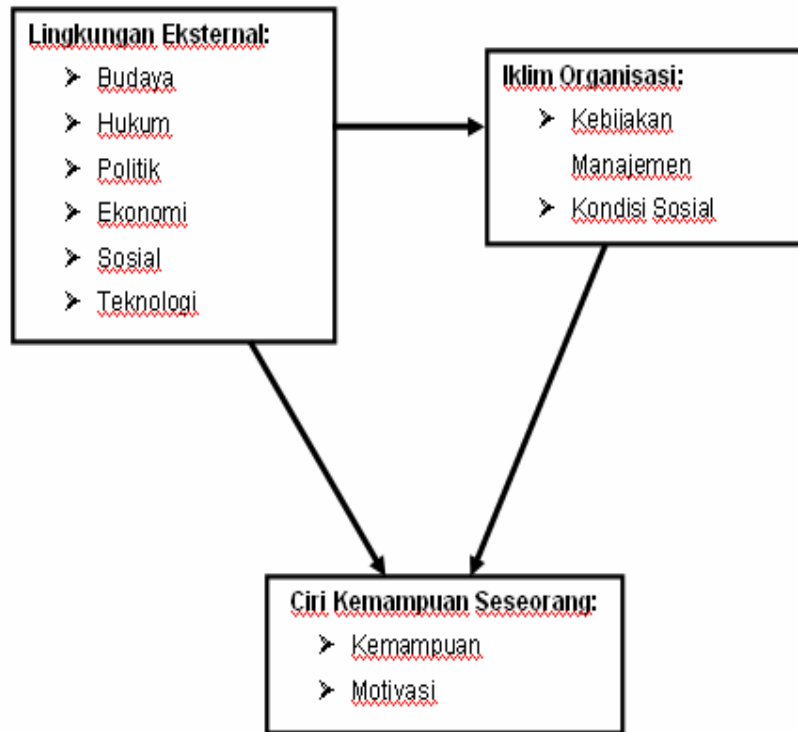 Lingkungan Eksternal:
➤ Budaya
➤ Hukum
➤ Politik
➤ Ekonomi
➤ Sosial
➤ Teknologi
Iklim Organisasi:
➤ Kebijakan
Manajemen
➤ Kondisi Sosial
Ciri Kemampuan Seseorang:
➤ Kemampuan
➤ Motivasi